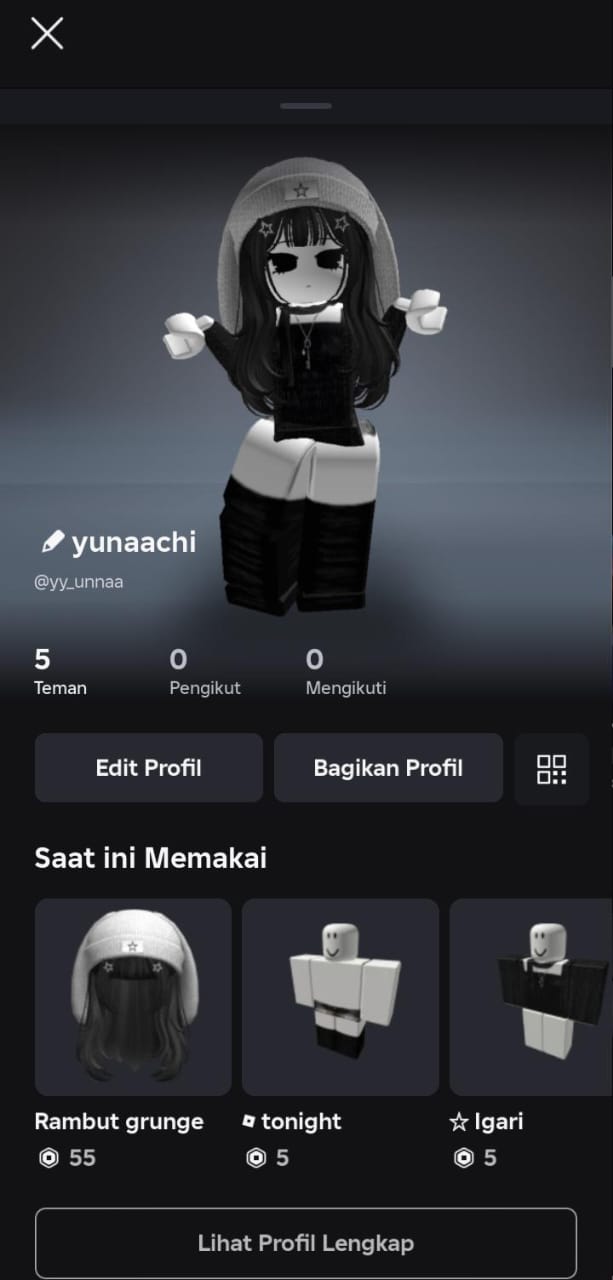 yunaachi
@yy_unnaa
5 0 0
Teman Pengikut Mengikuti
Edit Profil Bagikan Profil
Saat ini Memakai
Rambut grunge tonight ☆ Igari
55 5 5
Lihat Profil Lengkap